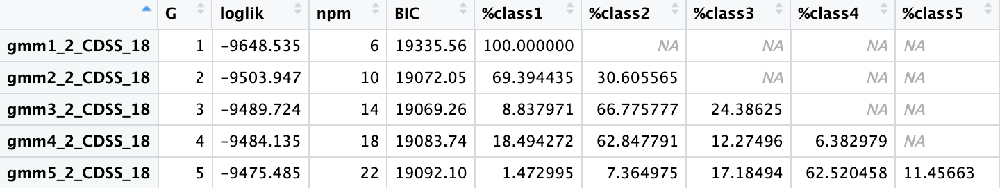 G loglik npm BIC %class1 %class2 %class3 %class4 %class5
gmm1_2_CDSS_18 1 -9648.535 6 19335.56 100.000000 NA NA NA NA
gmm2_2_CDSS_18 2 -9503.947 10 19072.05 69.394435 30.605565 NA NA NA
gmm3_2_CDSS_18 3 -9489.724 14 19069.26 8.837971 66.775777 24.38625 NA NA
gmm4_2_CDSS_18 4 -9484.135 18 19083.74 18.494272 62.847791 12.27496 6.382979 NA
gmm5_2_CDSS_18 5 -9475.485 22 19092.10 1.472995 7.364975 17.18494 62.520458 11.45663